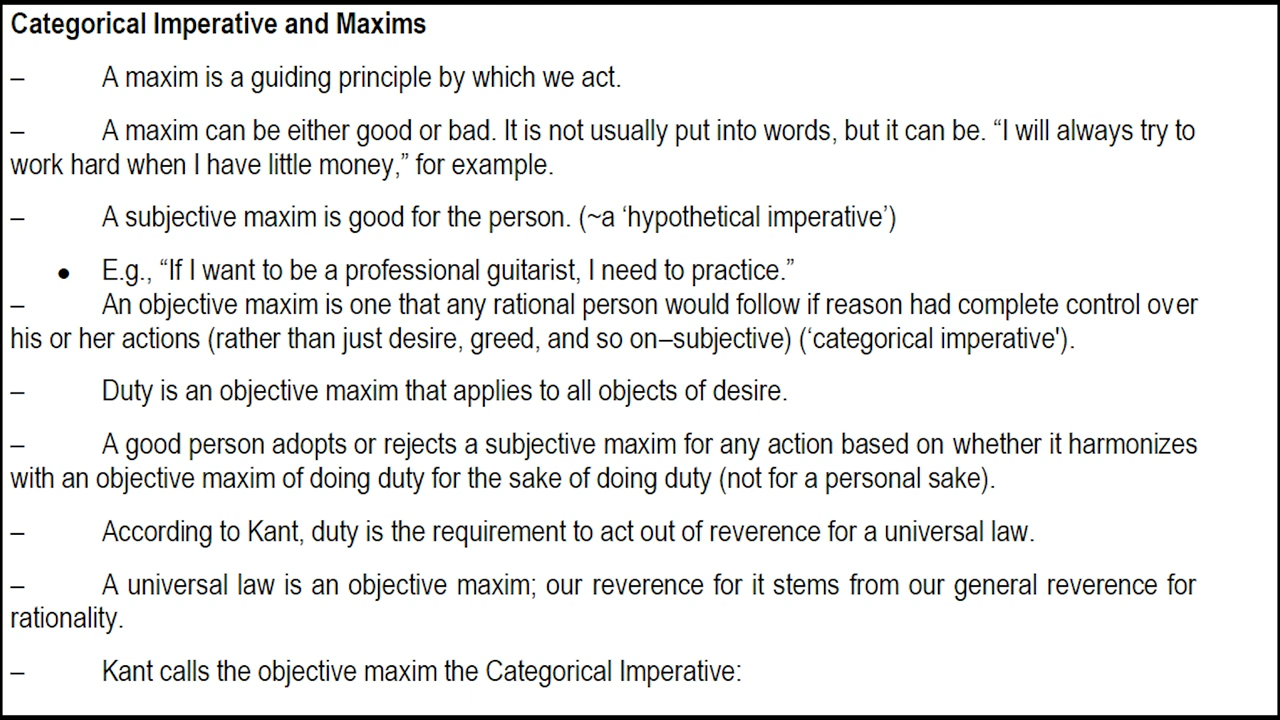 Categorical Imperative and Maxims
– A maxim is a guiding principle by which we act.
– A maxim can be either good or bad. It is not usually put into words, but it can be. “I will always try to
work hard when I have little money,” for example.
– A subjective maxim is good for the person. (~a ‘hypothetical imperative’)
● E.g., “If I want to be a professional guitarist, I need to practice.”
– An objective maxim is one that any rational person would follow if reason had complete control over
his or her actions (rather than just desire, greed, and so on–subjective) (‘categorical imperative').
– Duty is an objective maxim that applies to all objects of desire.
– A good person adopts or rejects a subjective maxim for any action based on whether it harmonizes
with an objective maxim of doing duty for the sake of doing duty (not for a personal sake).
– According to Kant, duty is the requirement to act out of reverence for a universal law.
– A universal law is an objective maxim; our reverence for it stems from our general reverence for
rationality.
– Kant calls the objective maxim the Categorical Imperative: